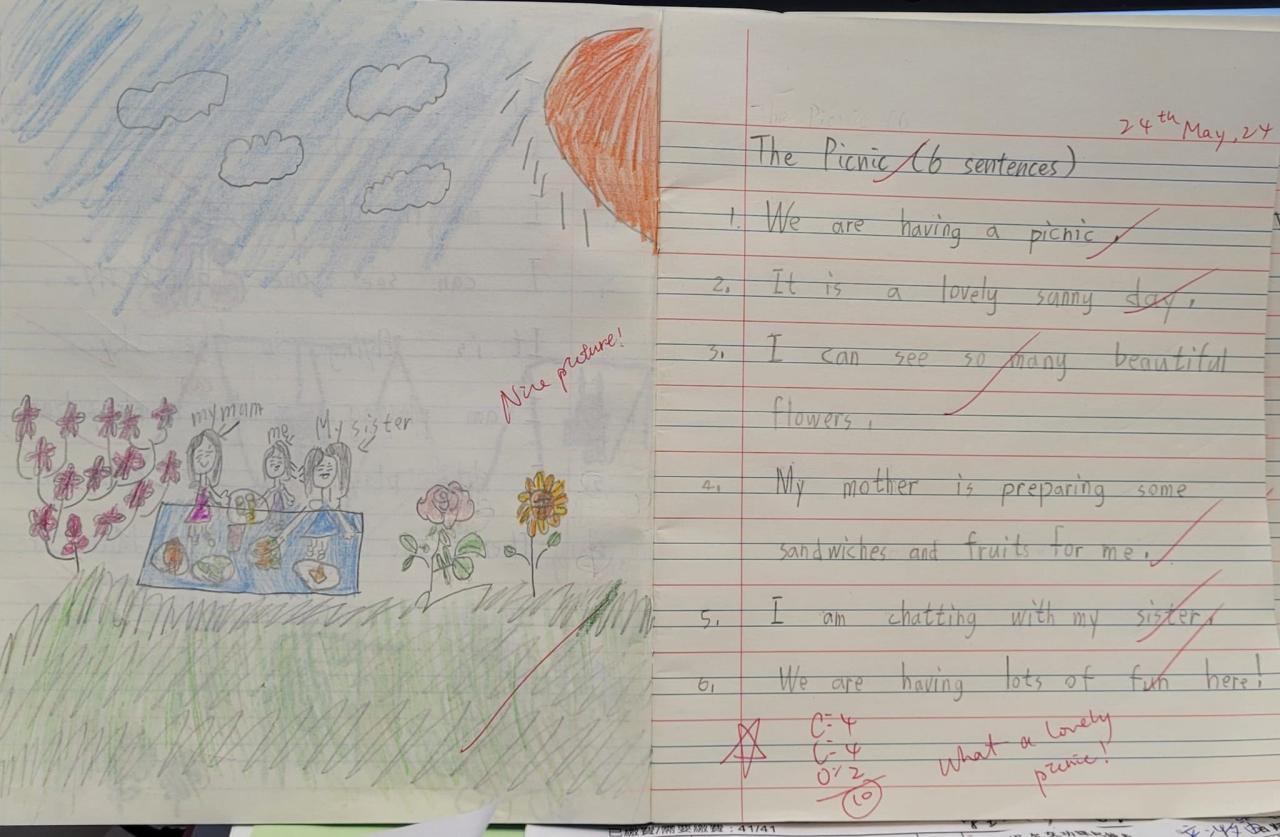 my mam
me
My sister
Nice picture!
24th May, 24
The Picnic (6 sentences)
1. We are having a picnic.
2. It is a lovely sunny day.
3. I can see so many beautiful
flowers.
4. My mother is preparing some
sandwiches and fruits for me.
5. I am chatting with my sister.
6. We are having lots of fun here!
C=4
C=4
O=2
10
What a lovely
picnic!
41/41